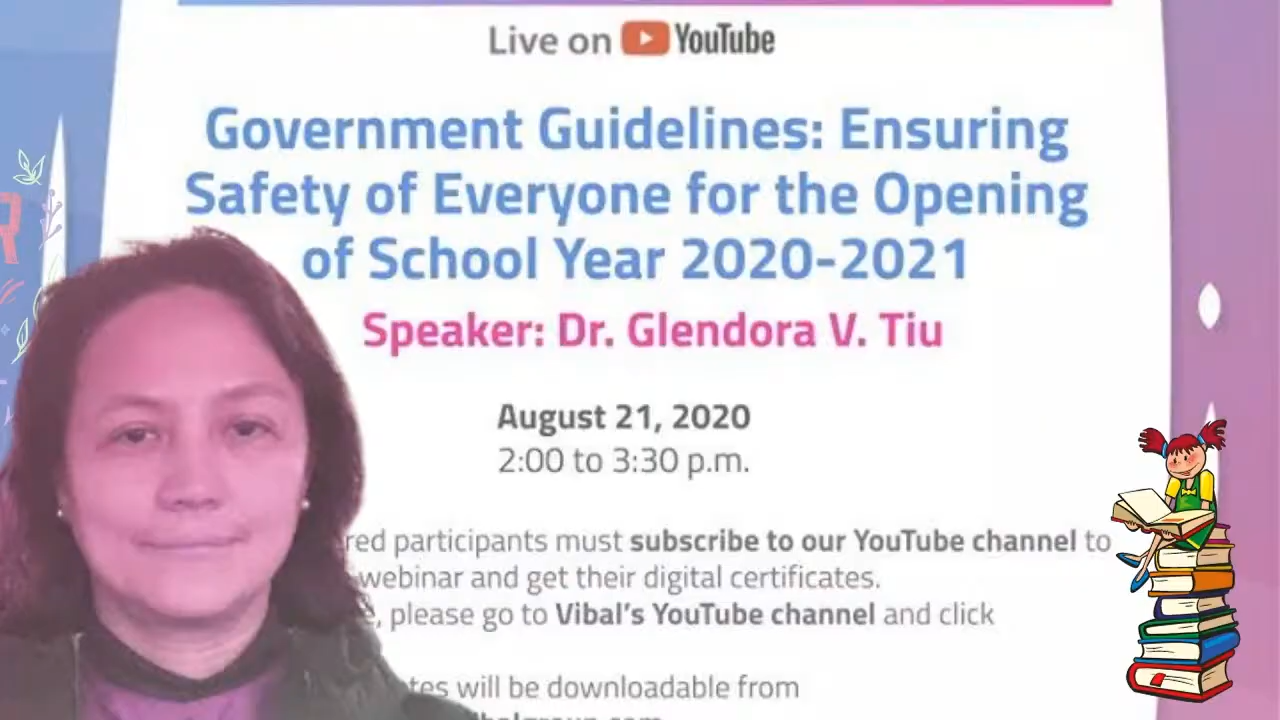 Live on YouTube
Government Guidelines: Ensuring
Safety of Everyone for the Opening
of School Year 2020-2021
Speaker: Dr. Glendora V. Tiu
August 21, 2020
2:00 to 3:30 p.m.
red participants must subscribe to our YouTube channel to
webinar and get their digital certificates.
e, please go to Vibal's YouTube channel and click
tes will be downloadable from
R